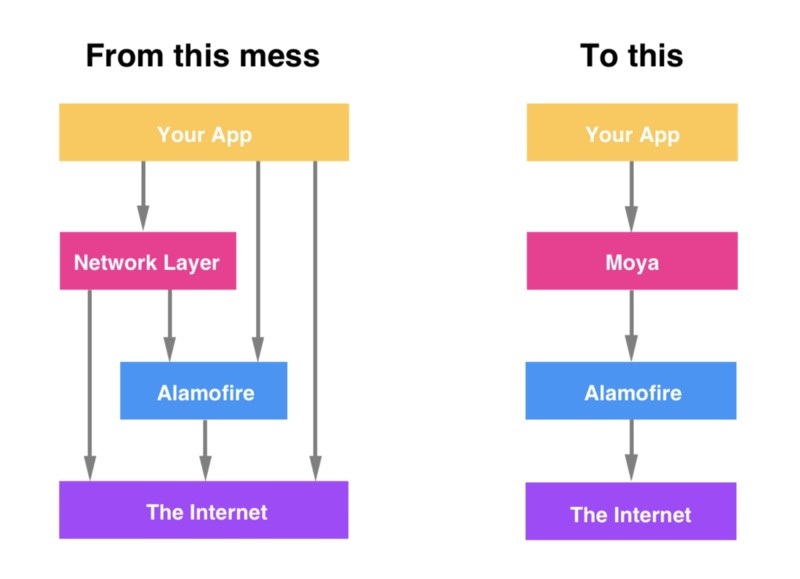 From this mess
Your App
Network Layer
Alamofire
The Internet
To this
Your App
Moya
Alamofire
The Internet